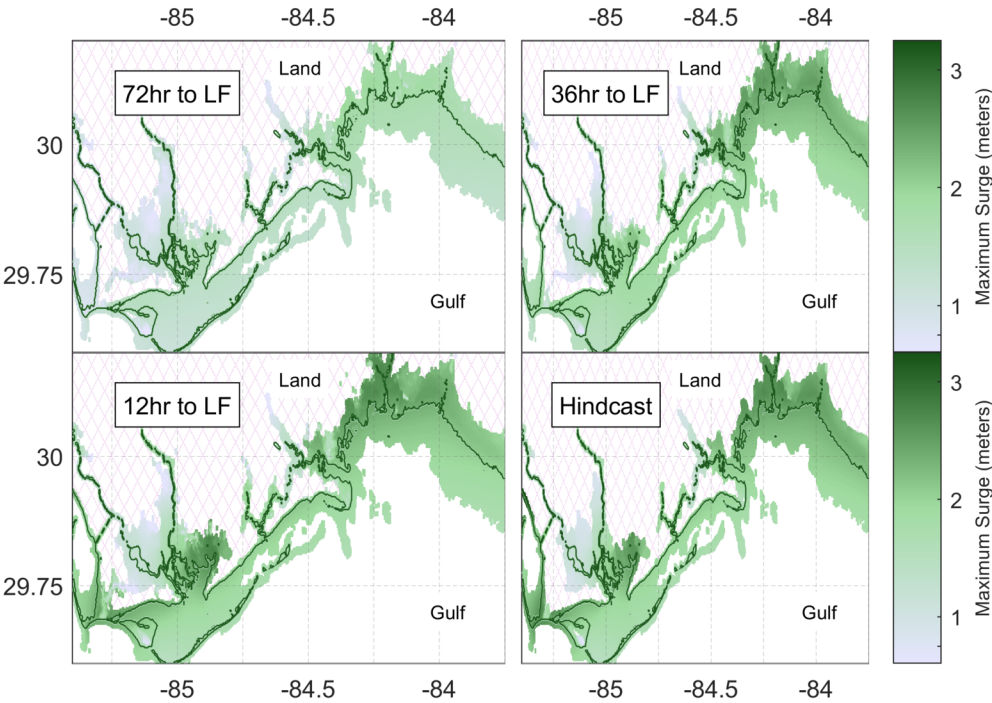 -85 -84.5 -84 -85 -84.5 -84
72hr to LF Land
36hr to LF Land
30
29.75
Gulf
Gulf
3
2
1
Maximum Surge (meters)
12hr to LF Land
Hindcast Land
30
29.75
Gulf
Gulf
3
2
1
Maximum Surge (meters)
-85 -84.5 -84 -85 -84.5 -84